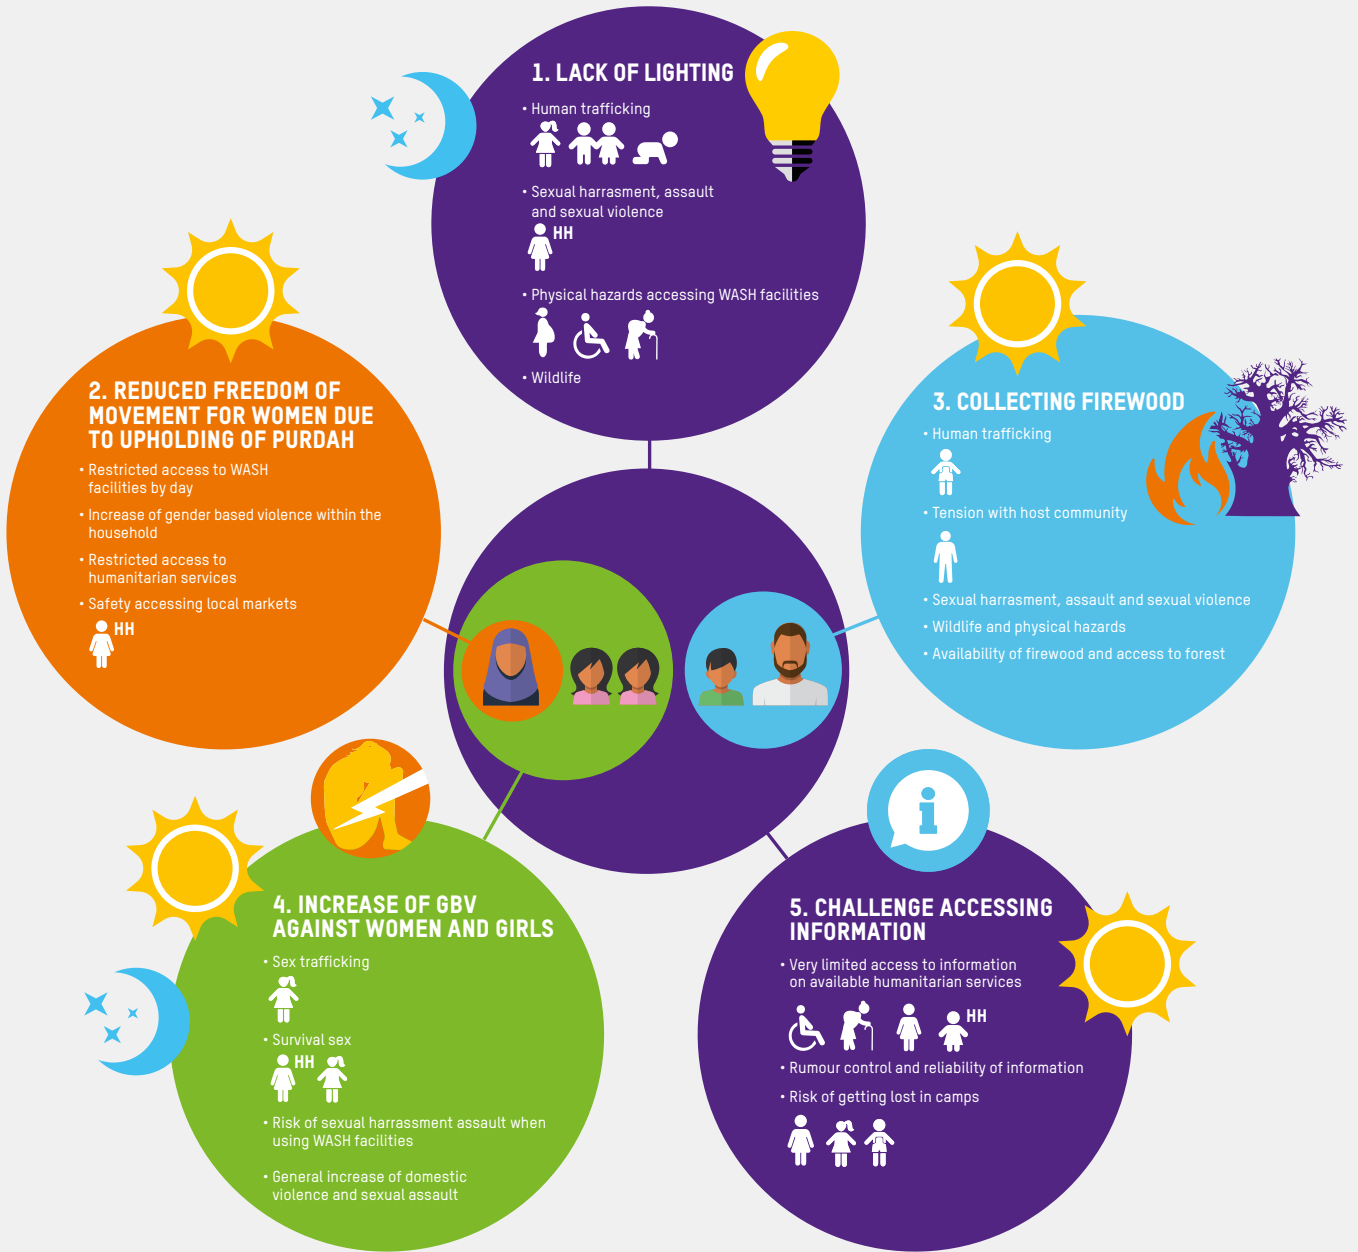 1. LACK OF LIGHTING
• Human trafficking
• Sexual harrasment, assault
and sexual violence
HH
• Physical hazards accessing WASH facilities
• Wildlife
2. REDUCED FREEDOM OF
MOVEMENT FOR WOMEN DUE
TO UPHOLDING OF PURDAH
• Restricted access to WASH
facilities by day
• Increase of gender based violence within the
household
• Restricted access to
humanitarian services
• Safety accessing local markets
HH
3. COLLECTING FIREWOOD
• Human trafficking
• Tension with host community
• Sexual harrasment, assault and sexual violence
• Wildlife and physical hazards
• Availability of firewood and access to forest
4. INCREASE OF GBV
AGAINST WOMEN AND GIRLS
• Sex trafficking
• Survival sex
HH
• Risk of sexual harrassment assault when
using WASH facilities
• General increase of domestic
violence and sexual assault
5. CHALLENGE ACCESSING
INFORMATION
• Very limited access to information
on available humanitarian services
HH
• Rumour control and reliability of information
• Risk of getting lost in camps